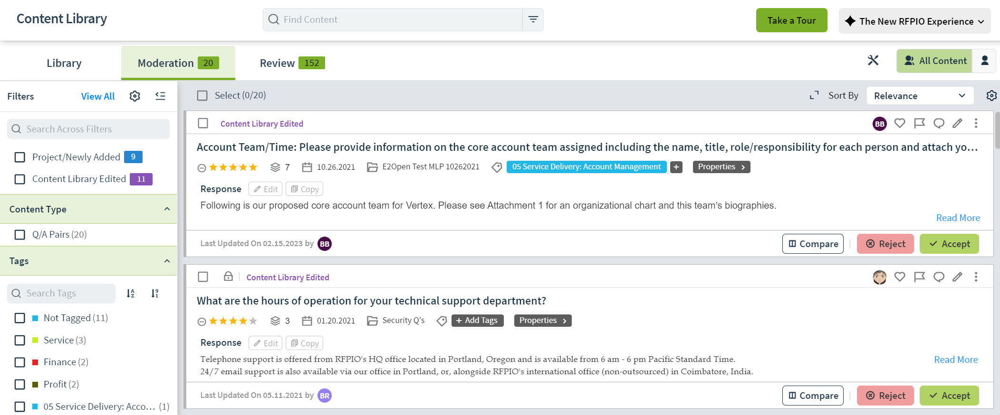 Content Library
Find Content
Take a Tour
The New RFPIO Experience
Library
Moderation 20
Review 152
All Content
Filters
View All
Select (0/20)
Sort By
Relevance
Search Across Filters
Project/Newly Added 9
Content Library Edited 11
Content Type
Q/A Pairs (20)
Tags
Search Tags
A Z
9 1
Not Tagged (11)
Service (3)
Finance (2)
Profit (2)
05 Service Delivery: Acco... (1)
Content Library Edited
BB
Account Team/Time: Please provide information on the core account team assigned including the name, title, role/responsibility for each person and attach yo...
7 10.26.2021 E2Open Test MLP 10262021 05 Service Delivery: Account Management + Properties
Response Edit Copy
Following is our proposed core account team for Vertex. Please see Attachment 1 for an organizational chart and this team’s biographies.
Read More
Last Updated On 02.15.2023 by BB
Compare Reject Accept
Content Library Edited
What are the hours of operation for your technical support department?
3 01.20.2021 Security Q's + Add Tags Properties
Response Edit Copy
Telephone support is offered from RFPIO's HQ office located in Portland, Oregon and is available from 6 am - 6 pm Pacific Standard Time.
24/7 email support is also available via our office in Portland, or, alongside RFPIO's international office (non-outsourced) in Coimbatore, India.
Read More
Last Updated On 05.11.2021 by BR
Compare Reject Accept